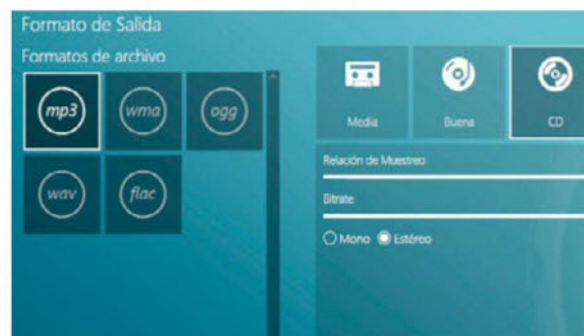 Formato de Salida
Formatos de archivo
mp3
wma
ogg
wav
flac
Media
Buena
CD
Relación de Muestreo
Bitrate
Mono
Estéreo